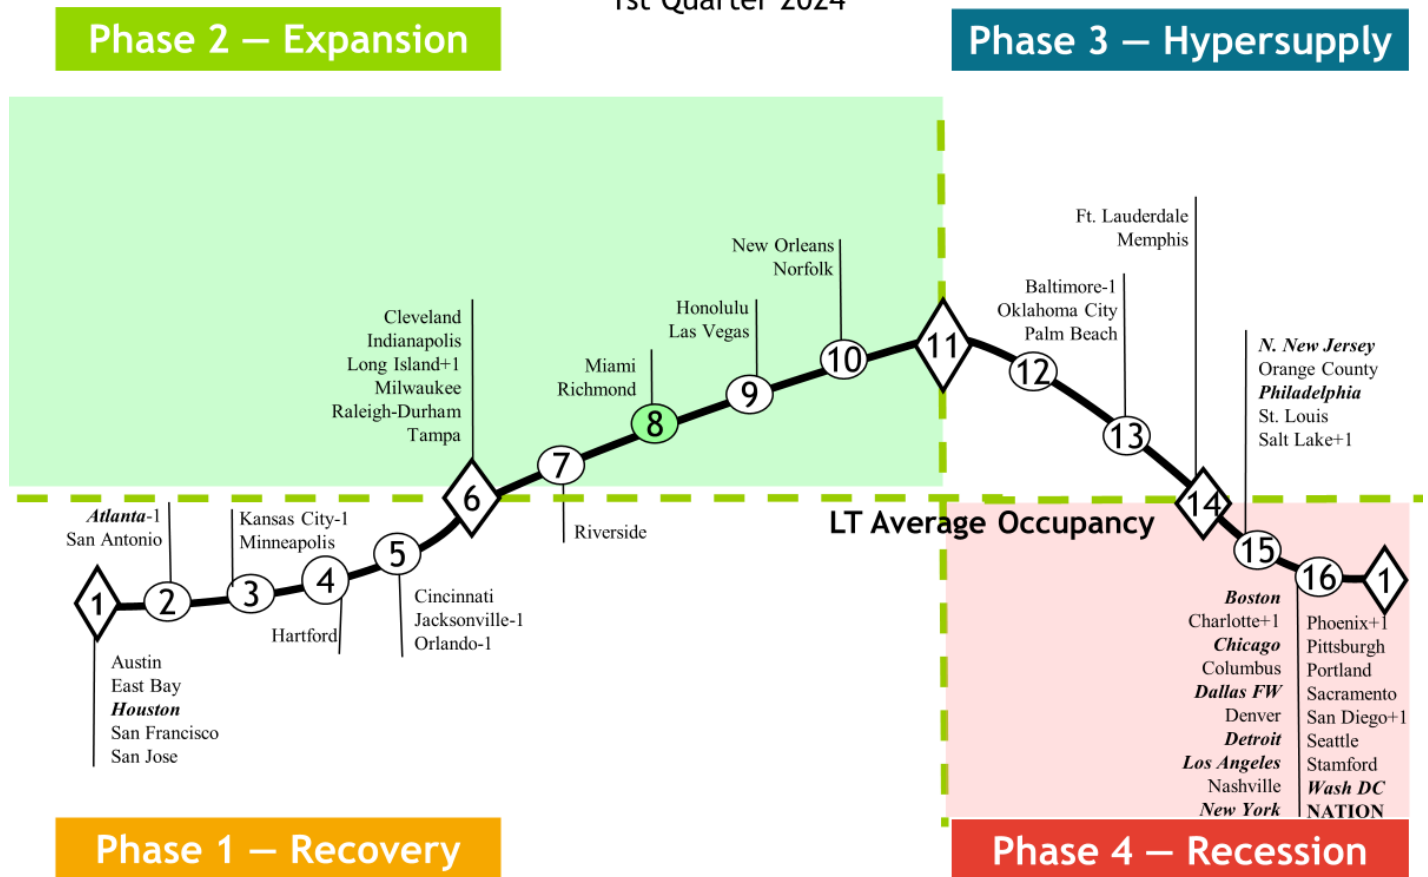 1st Quarter 2024
Phase 2 — Expansion
Phase 3 — Hypersupply
Ft. Lauderdale
Memphis
New Orleans
Norfolk
Baltimore-1
Oklahoma City
Palm Beach
Honolulu
Las Vegas
Cleveland
Indianapolis
Long Island+1
Milwaukee
Raleigh-Durham
Tampa
Miami
Richmond
N. New Jersey
Orange County
Philadelphia
St. Louis
Salt Lake+1
11
10
12
9
8
13
7
6
14
LT Average Occupancy
Riverside
Atlanta-1
San Antonio
Kansas City-1
Minneapolis
5
15
4
16
1
3
2
1
Cincinnati
Jacksonville-1
Orlando-1
Hartford
Austin
East Bay
Houston
San Francisco
San Jose
Boston
Charlotte+1
Chicago
Columbus
Dallas FW
Denver
Detroit
Los Angeles
Nashville
New York
Phoenix+1
Pittsburgh
Portland
Sacramento
San Diego+1
Seattle
Stamford
Wash DC
NATION
Phase 1 — Recovery
Phase 4 — Recession